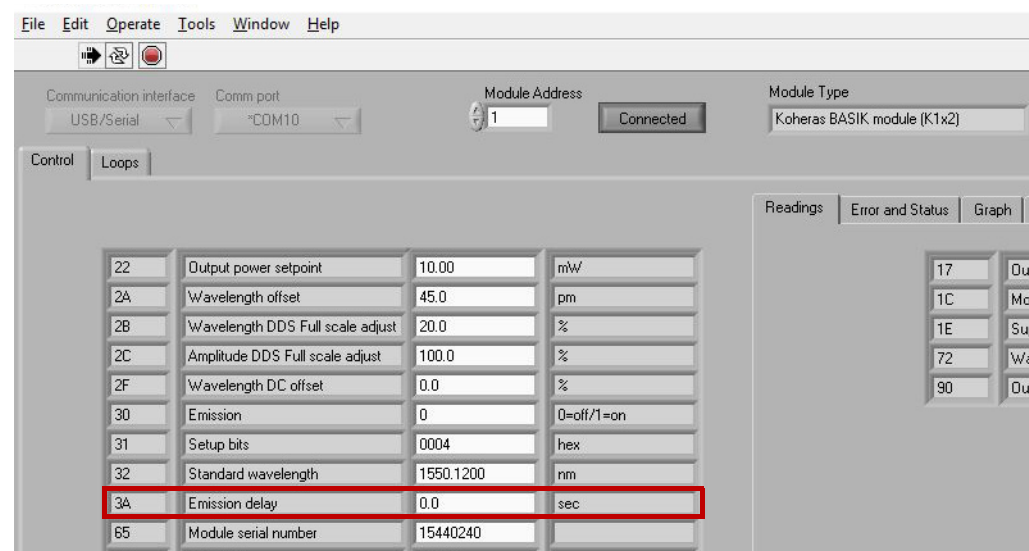 File Edit Operate Tools Window Help
Communication interface Comm port Module Address Module Type
USB/Serial *COM10 1 Connected Koheras BASIK module (K1x2)
Control Loops
Readings Error and Status Graph
22 Output power setpoint 10.00 mW
2A Wavelength offset 45.0 pm
2B Wavelength DDS Full scale adjust 20.0 %
2C Amplitude DDS Full scale adjust 100.0 %
2F Wavelength DC offset 0.0 %
30 Emission 0 0=off/1=on
31 Setup bits 0004 hex
32 Standard wavelength 1550.1200 nm
3A Emission delay 0.0 sec
65 Module serial number 15440240
17 Ou
1C Mo
1E Su
72 Wa
90 Ou